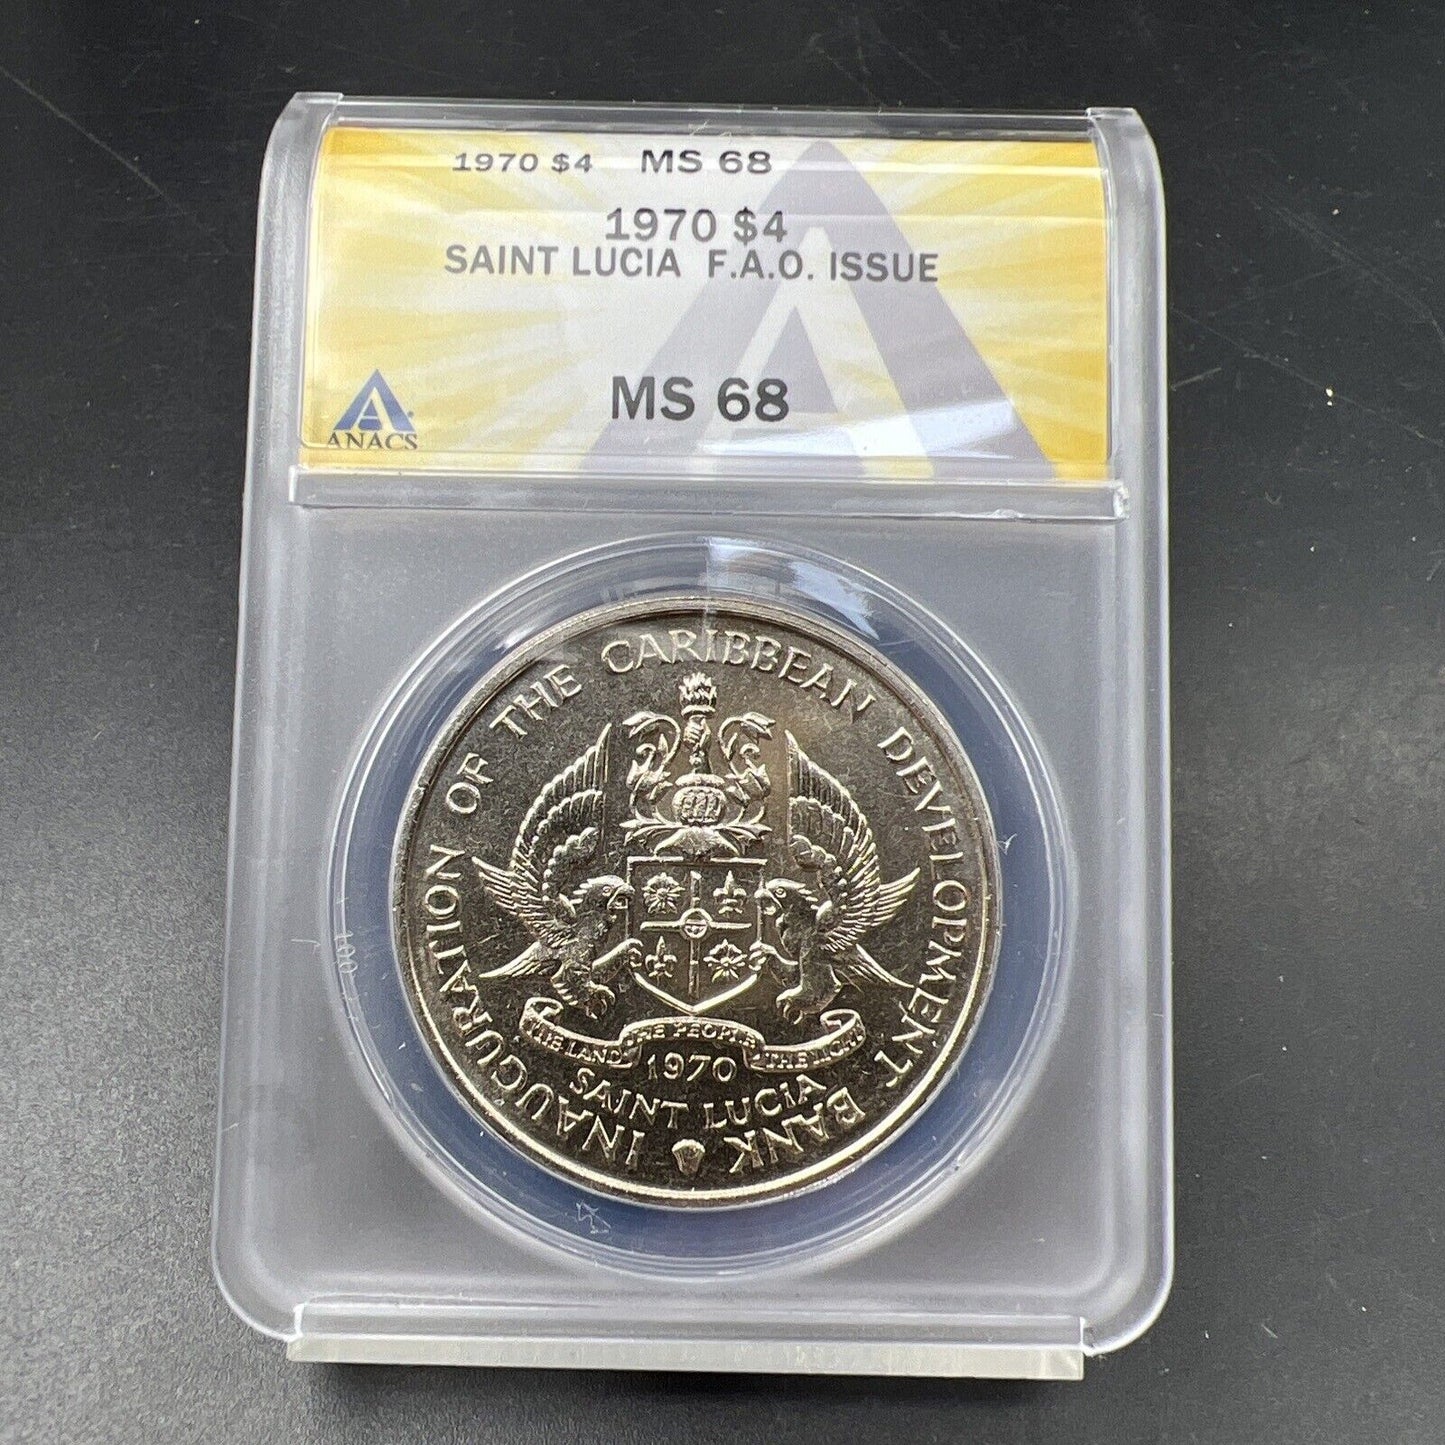 1970 $4 MS 68
1970 $4
SAINT LUCIA F.A.O. ISSUE
MS 68
ANACS
INAUGURATION OF THE CARIBBEAN DEVELOPMENT BANK
THE LAND THE PEOPLE THE LIGHT
1970
SAINT LUCIA